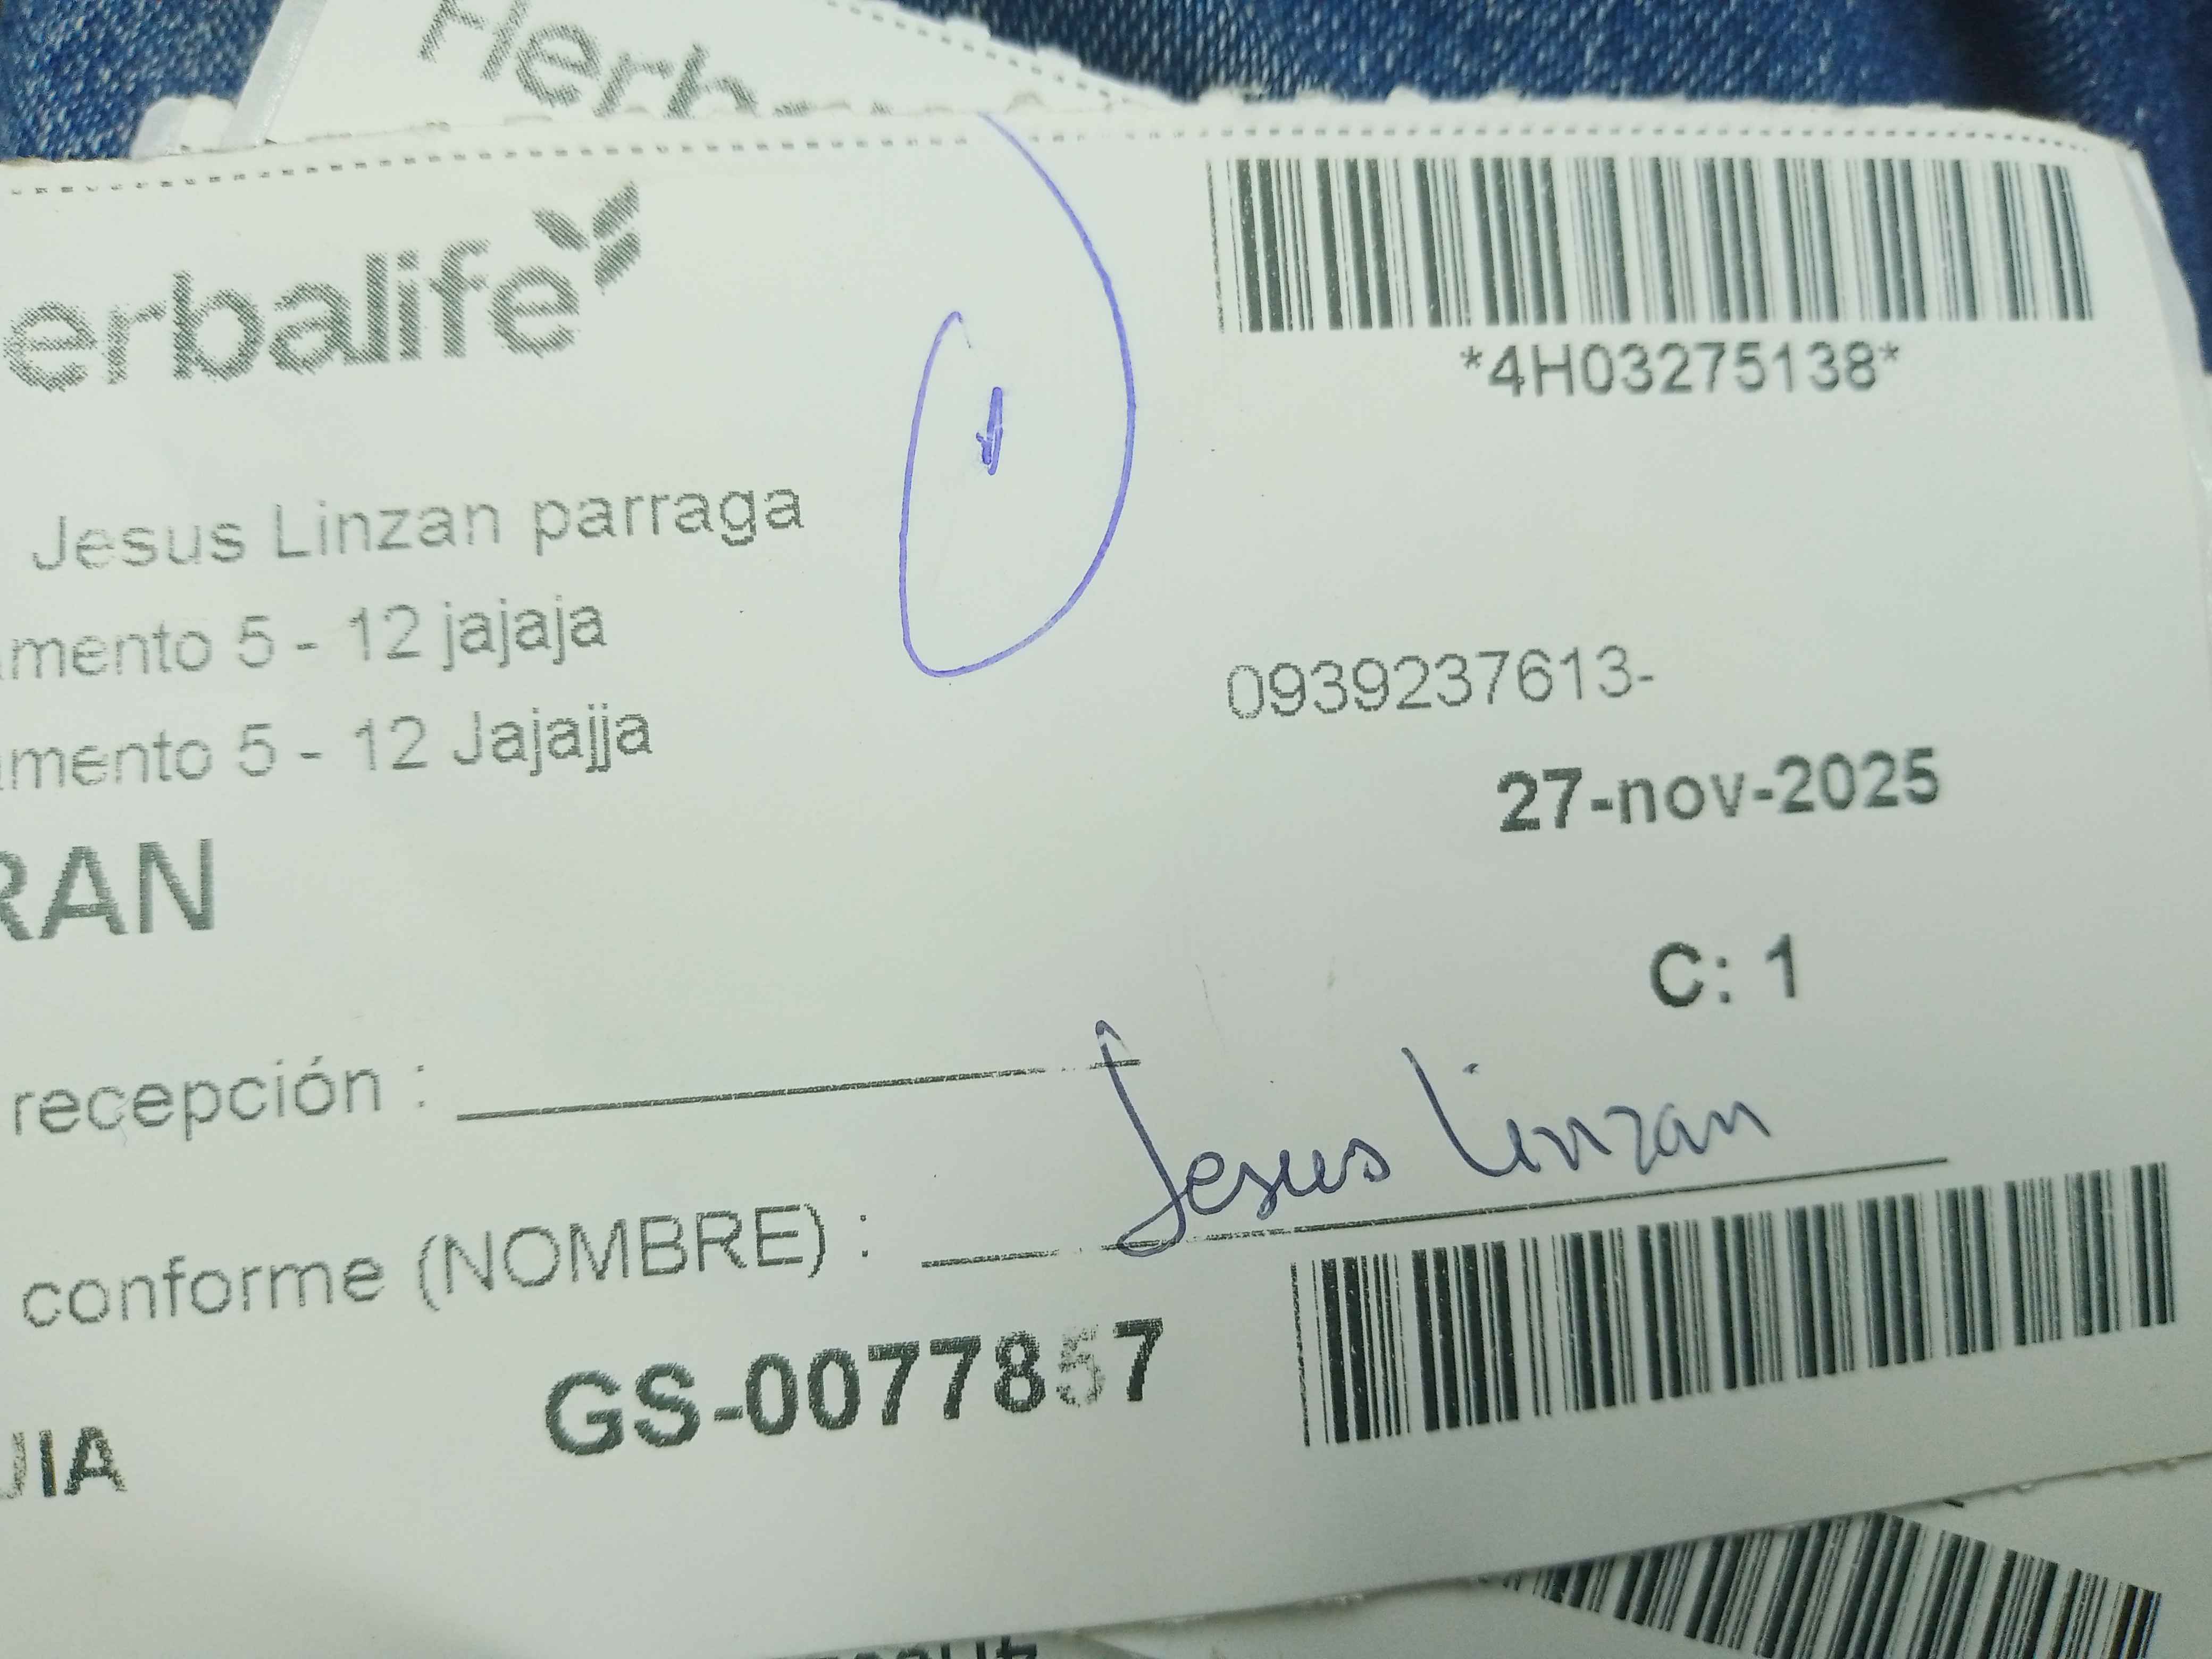 Herb
erbalife
*4H03275138*
Jesus Linzan parraga
amento 5 - 12 jajaja
0939237613-
amento 5 - 12 Jajajja
27-nov-2025
RAN
C: 1
recepción :
Jesus Linzan
conforme (NOMBRE) :
GS-0077857
UIA